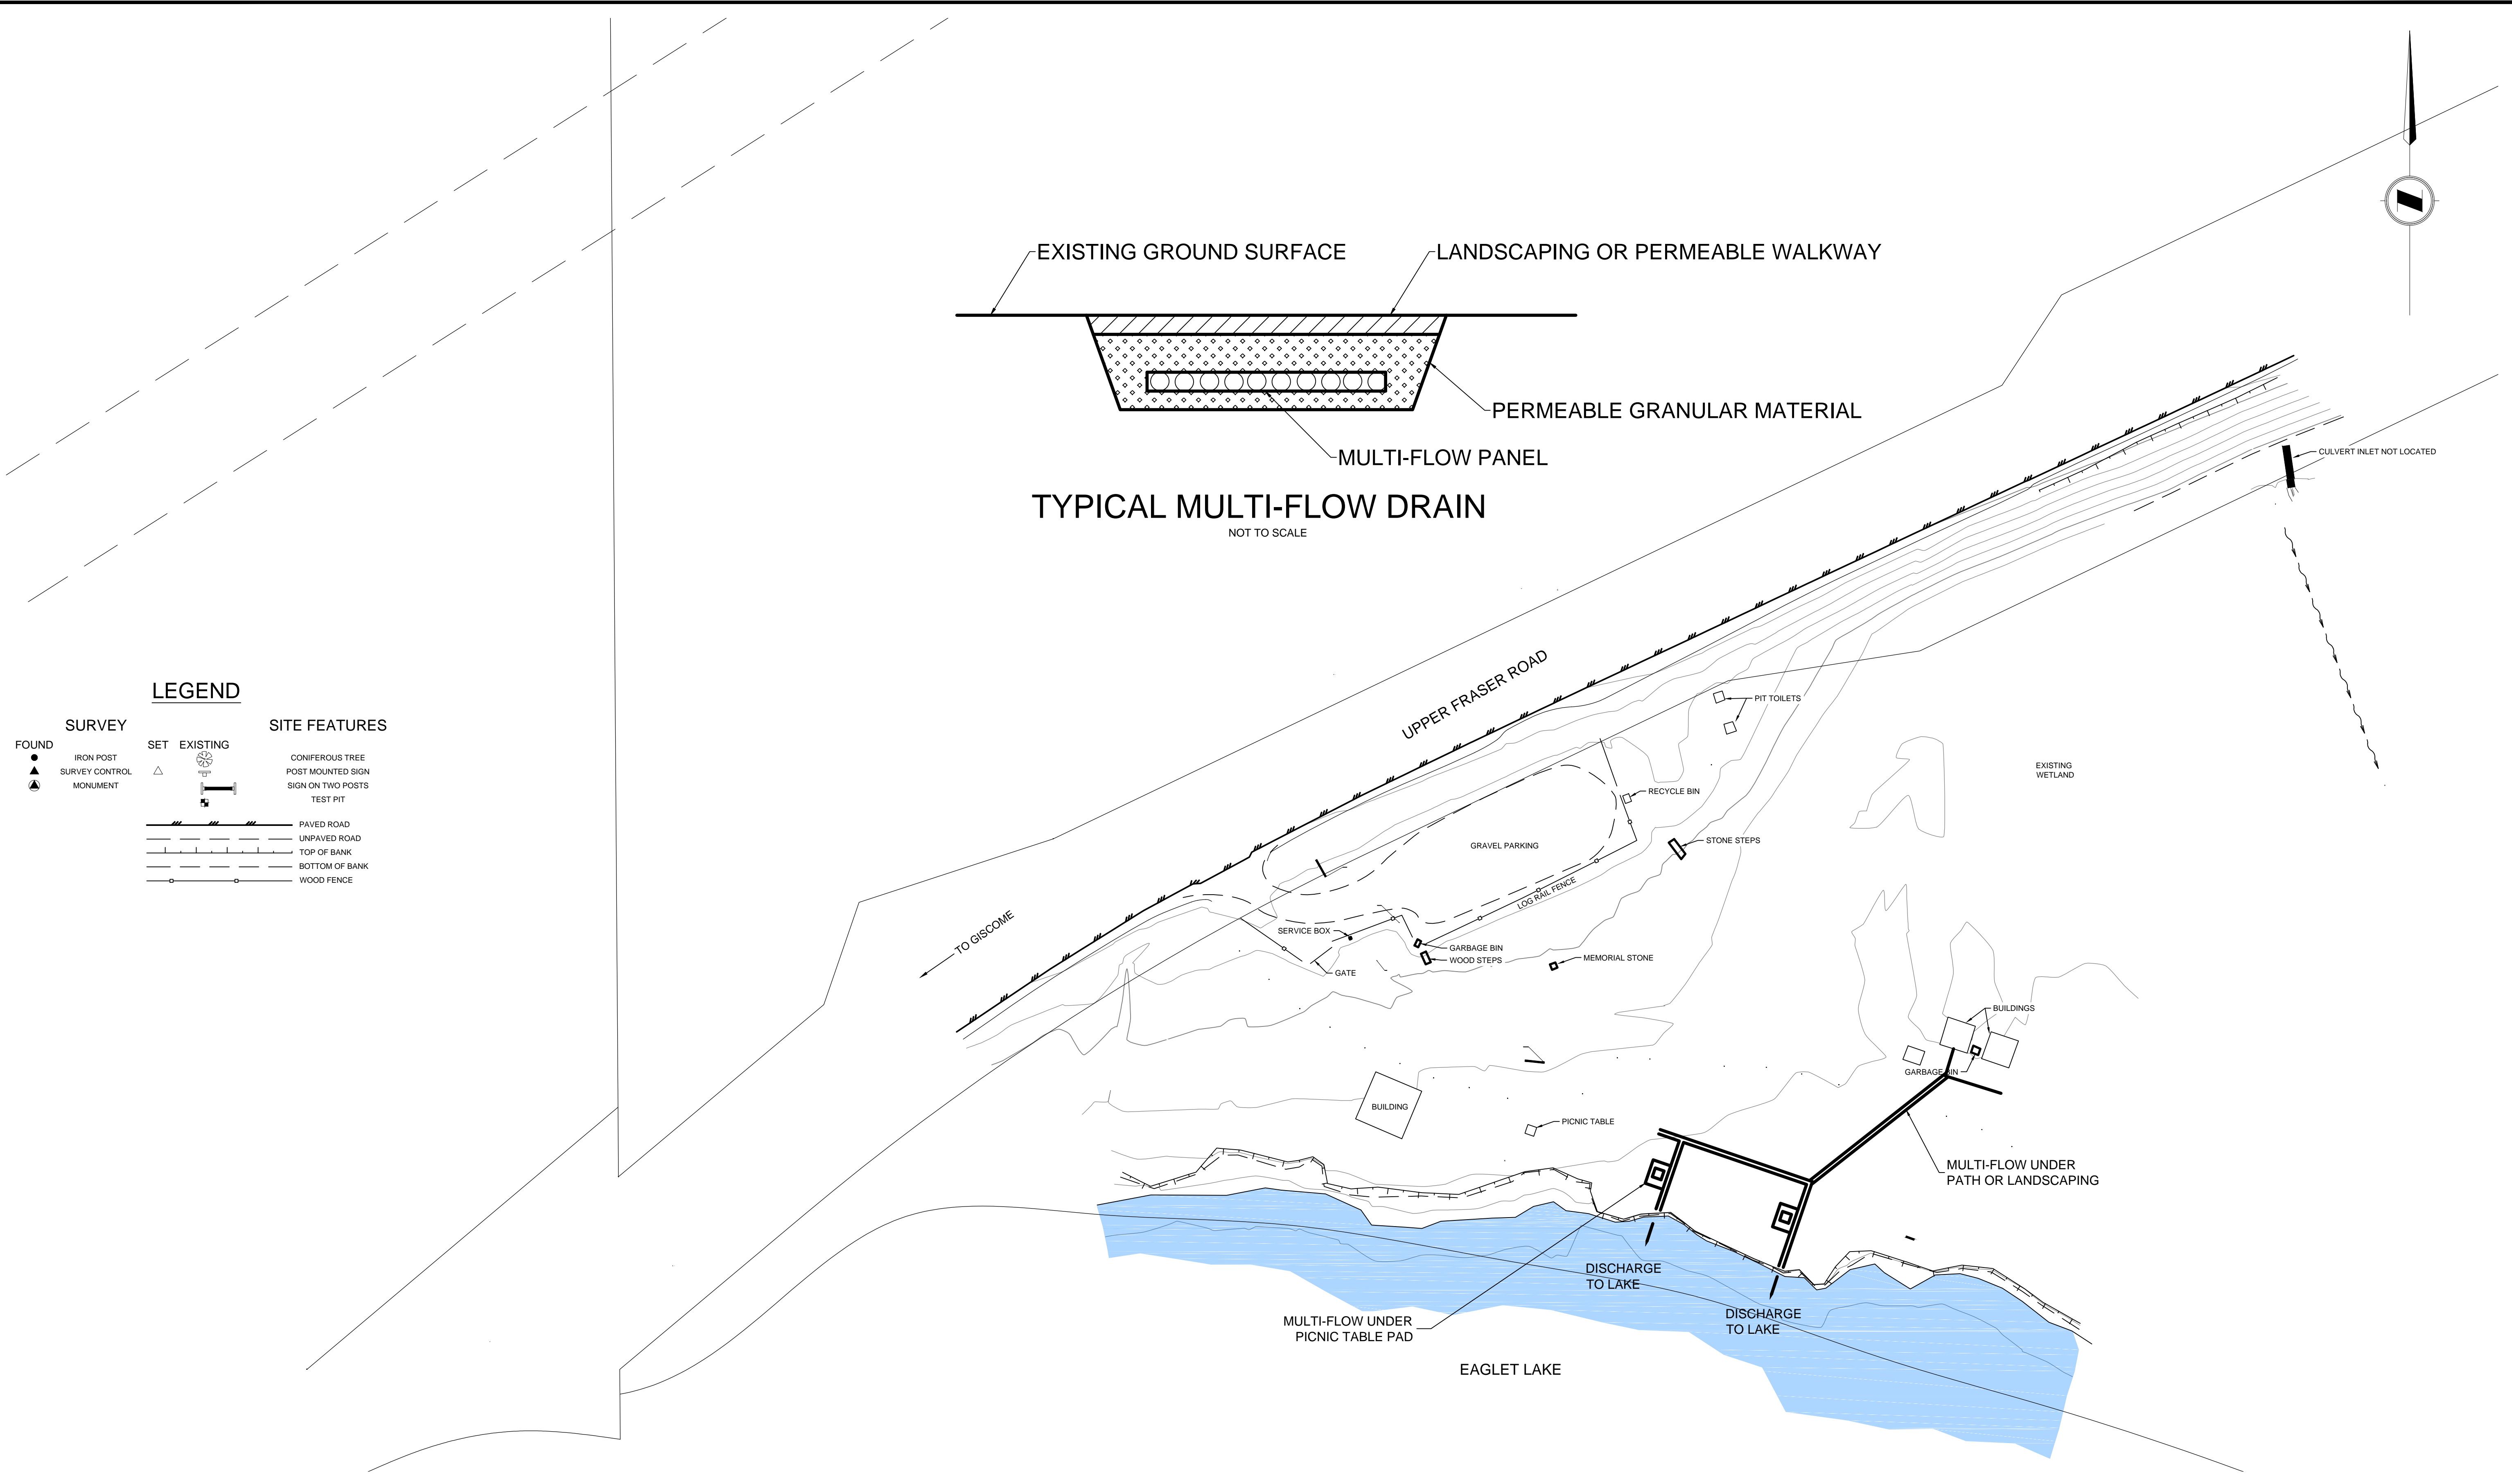 EXISTING GROUND SURFACE
LANDSCAPING OR PERMEABLE WALKWAY
PERMEABLE GRANULAR MATERIAL
MULTI-FLOW PANEL
TYPICAL MULTI-FLOW DRAIN
NOT TO SCALE
CULVERT INLET NOT LOCATED
UPPER FRASER ROAD
TO GISCOME
LEGEND
SURVEY
SITE FEATURES
FOUND
SET
EXISTING
IRON POST
CONIFEROUS TREE
SURVEY CONTROL
POST MOUNTED SIGN
MONUMENT
SIGN ON TWO POSTS
TEST PIT
PAVED ROAD
UNPAVED ROAD
TOP OF BANK
BOTTOM OF BANK
WOOD FENCE
PIT TOILETS
EXISTING
WETLAND
RECYCLE BIN
GRAVEL PARKING
STONE STEPS
LOG RAIL FENCE
SERVICE BOX
GARBAGE BIN
WOOD STEPS
MEMORIAL STONE
GATE
BUILDINGS
GARBAGE BIN
BUILDING
PICNIC TABLE
MULTI-FLOW UNDER
PATH OR LANDSCAPING
DISCHARGE
TO LAKE
DISCHARGE
TO LAKE
MULTI-FLOW UNDER
PICNIC TABLE PAD
EAGLET LAKE